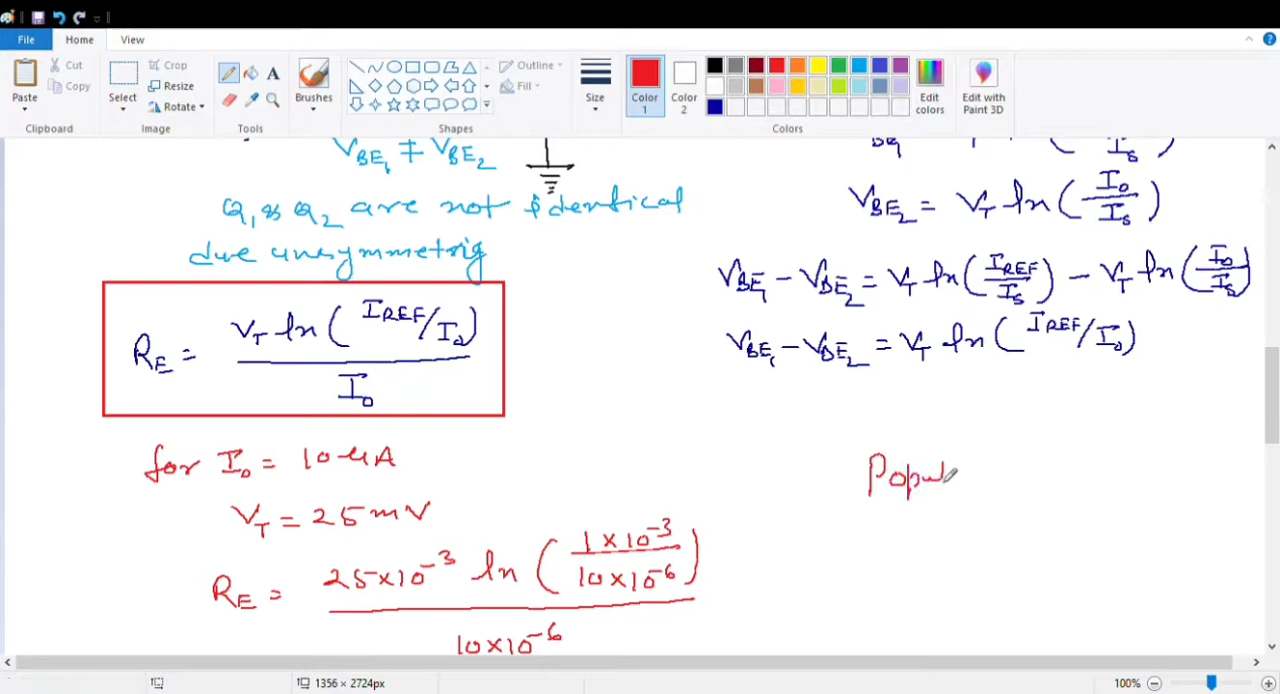 File Home View
Paste Cut Copy Clipboard
Select Crop Resize Rotate Image
Tools
Brushes
Outline Fill Shapes
Size
Color 1 Color 2 Colors
Edit colors
Edit with Paint 3D
V_BE1 ≠ V_BE2
Q1 & Q2 are not identical
due unsymmetrig
R_E = V_T ln(I_REF/I_0) / I_0
for I_0 = 10 μA
V_T = 25 mV
R_E = 25×10^-3 ln(1×10^-3 / 10×10^-6) / 10×10^-6
V_BE2 = V_T ln(I_0/I_S)
V_BE1 - V_BE2 = V_T ln(I_REF/I_S) - V_T ln(I_0/I_S)
V_BE1 - V_BE2 = V_T ln(I_REF/I_0)
Popul
1356 × 2724px 100%